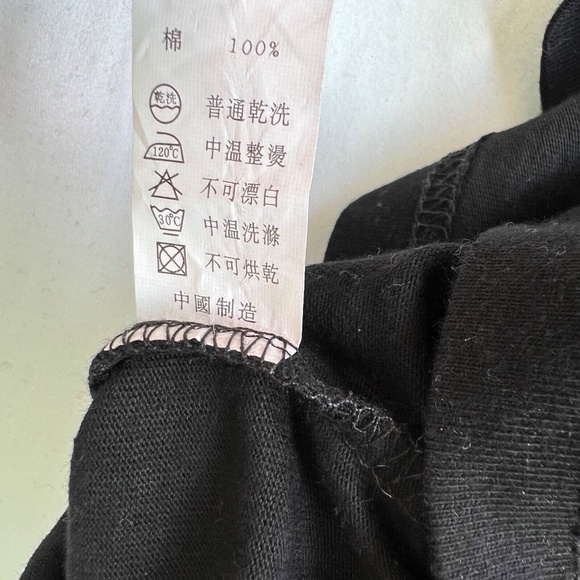 棉 100%
乾洗 普通乾洗
120℃ 中温整燙
不可漂白
30℃ 中温洗滌
不可烘乾
中國制造